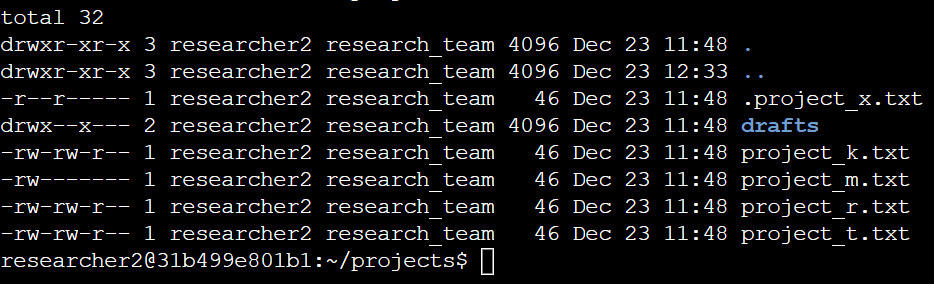 total 32
drwxr-xr-x 3 researcher2 research_team 4096 Dec 23 11:48 .
drwxr-xr-x 3 researcher2 research_team 4096 Dec 23 12:33 ..
-r--r----- 1 researcher2 research_team   46 Dec 23 11:48 .project_x.txt
drwx--x--- 2 researcher2 research_team 4096 Dec 23 11:48 drafts
-rw-rw-r-- 1 researcher2 research_team   46 Dec 23 11:48 project_k.txt
-rw------- 1 researcher2 research_team   46 Dec 23 11:48 project_m.txt
-rw-rw-r-- 1 researcher2 research_team   46 Dec 23 11:48 project_r.txt
-rw-rw-r-- 1 researcher2 research_team   46 Dec 23 11:48 project_t.txt
researcher2@31b499e801b1:~/projects$